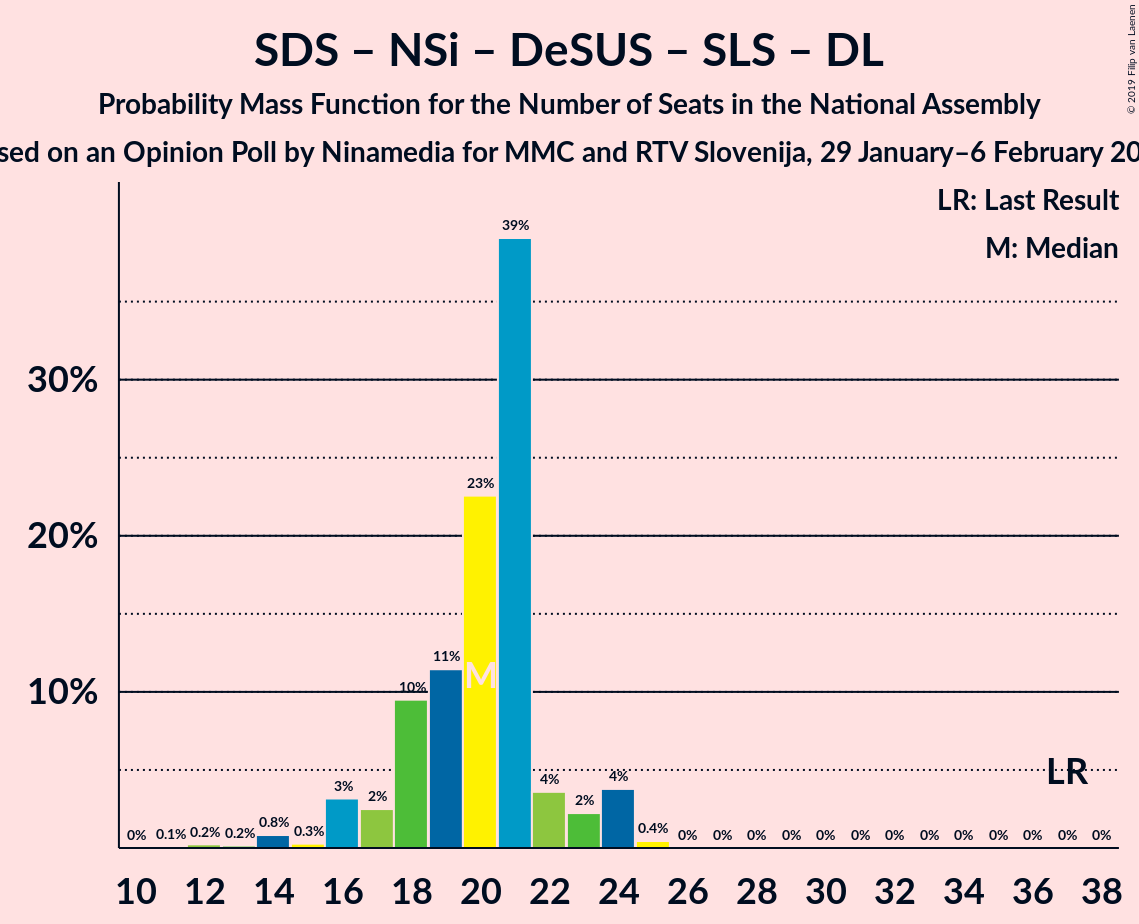 SDS – NSi – DeSUS – SLS – DL
Probability Mass Function for the Number of Seats in the National Assembly
sed on an Opinion Poll by Ninamedia for MMC and RTV Slovenija, 29 January–6 February 20
© 2019 Filip van Laenen
LR: Last Result
M: Median
39%
30%
23%
20%
11%
M
10%
10%
LR
0% 0.1% 0.2% 0.2% 0.8% 0.3% 3% 2% 4% 2% 4% 0.4% 0% 0% 0% 0% 0% 0% 0% 0% 0% 0% 0% 0% 0%
10 12 14 16 18 20 22 24 26 28 30 32 34 36 38